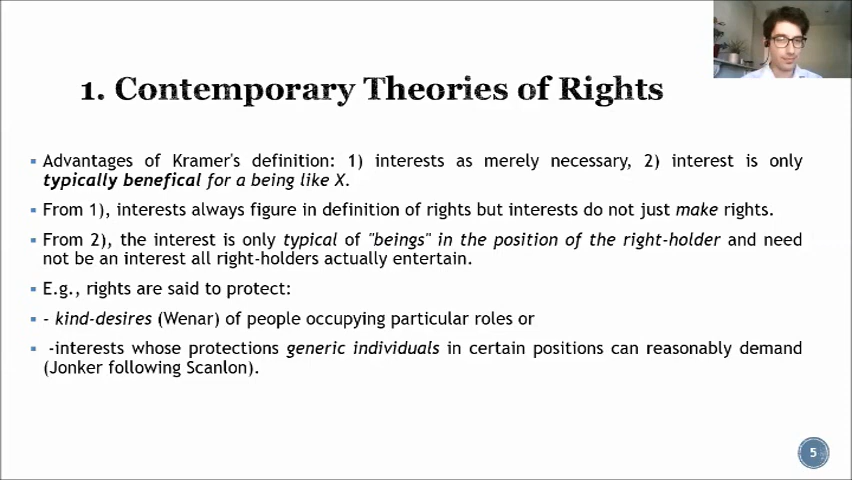 1. Contemporary Theories of Rights
▪ Advantages of Kramer's definition: 1) interests as merely necessary, 2) interest is only
typically benefical for a being like X.
▪ From 1), interests always figure in definition of rights but interests do not just make rights.
▪ From 2), the interest is only typical of "beings" in the position of the right-holder and need
not be an interest all right-holders actually entertain.
▪ E.g., rights are said to protect:
▪ - kind-desires (Wenar) of people occupying particular roles or
▪ -interests whose protections generic individuals in certain positions can reasonably demand
(Jonker following Scanlon).
5